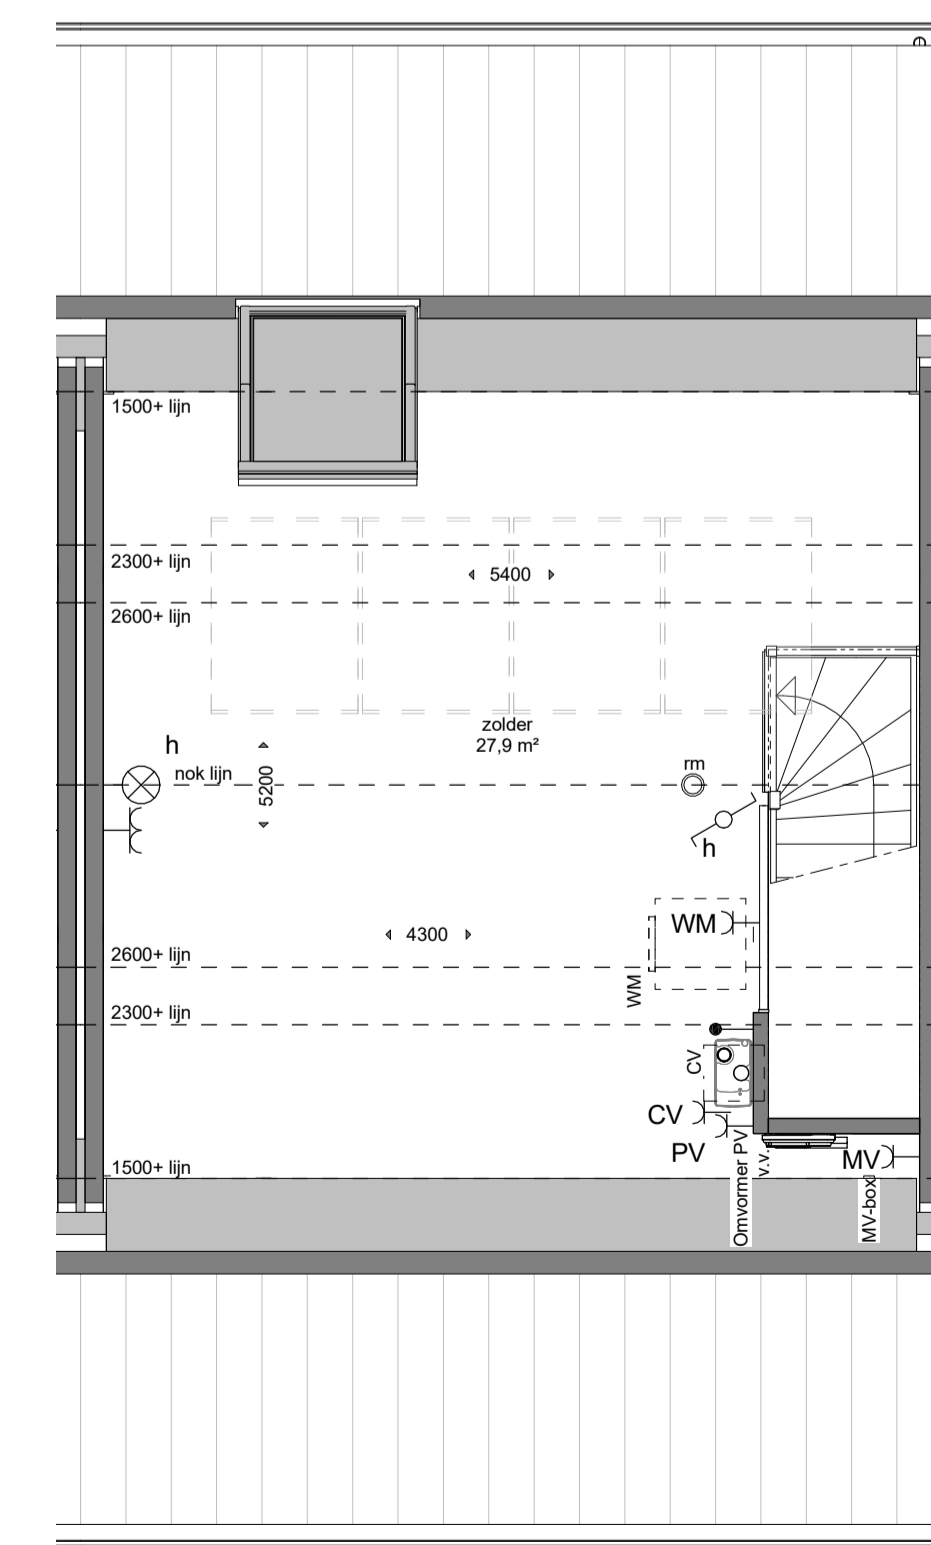 1500+ lijn
2300+ lijn
5400
2600+ lijn
zolder
27,9 m²
h
nok lijn
5200
rm
h
WM
4300
2600+ lijn
WM
2300+ lijn
CV
CV
PV
Omvormer PV
v.v.
MV
MV-box
1500+ lijn